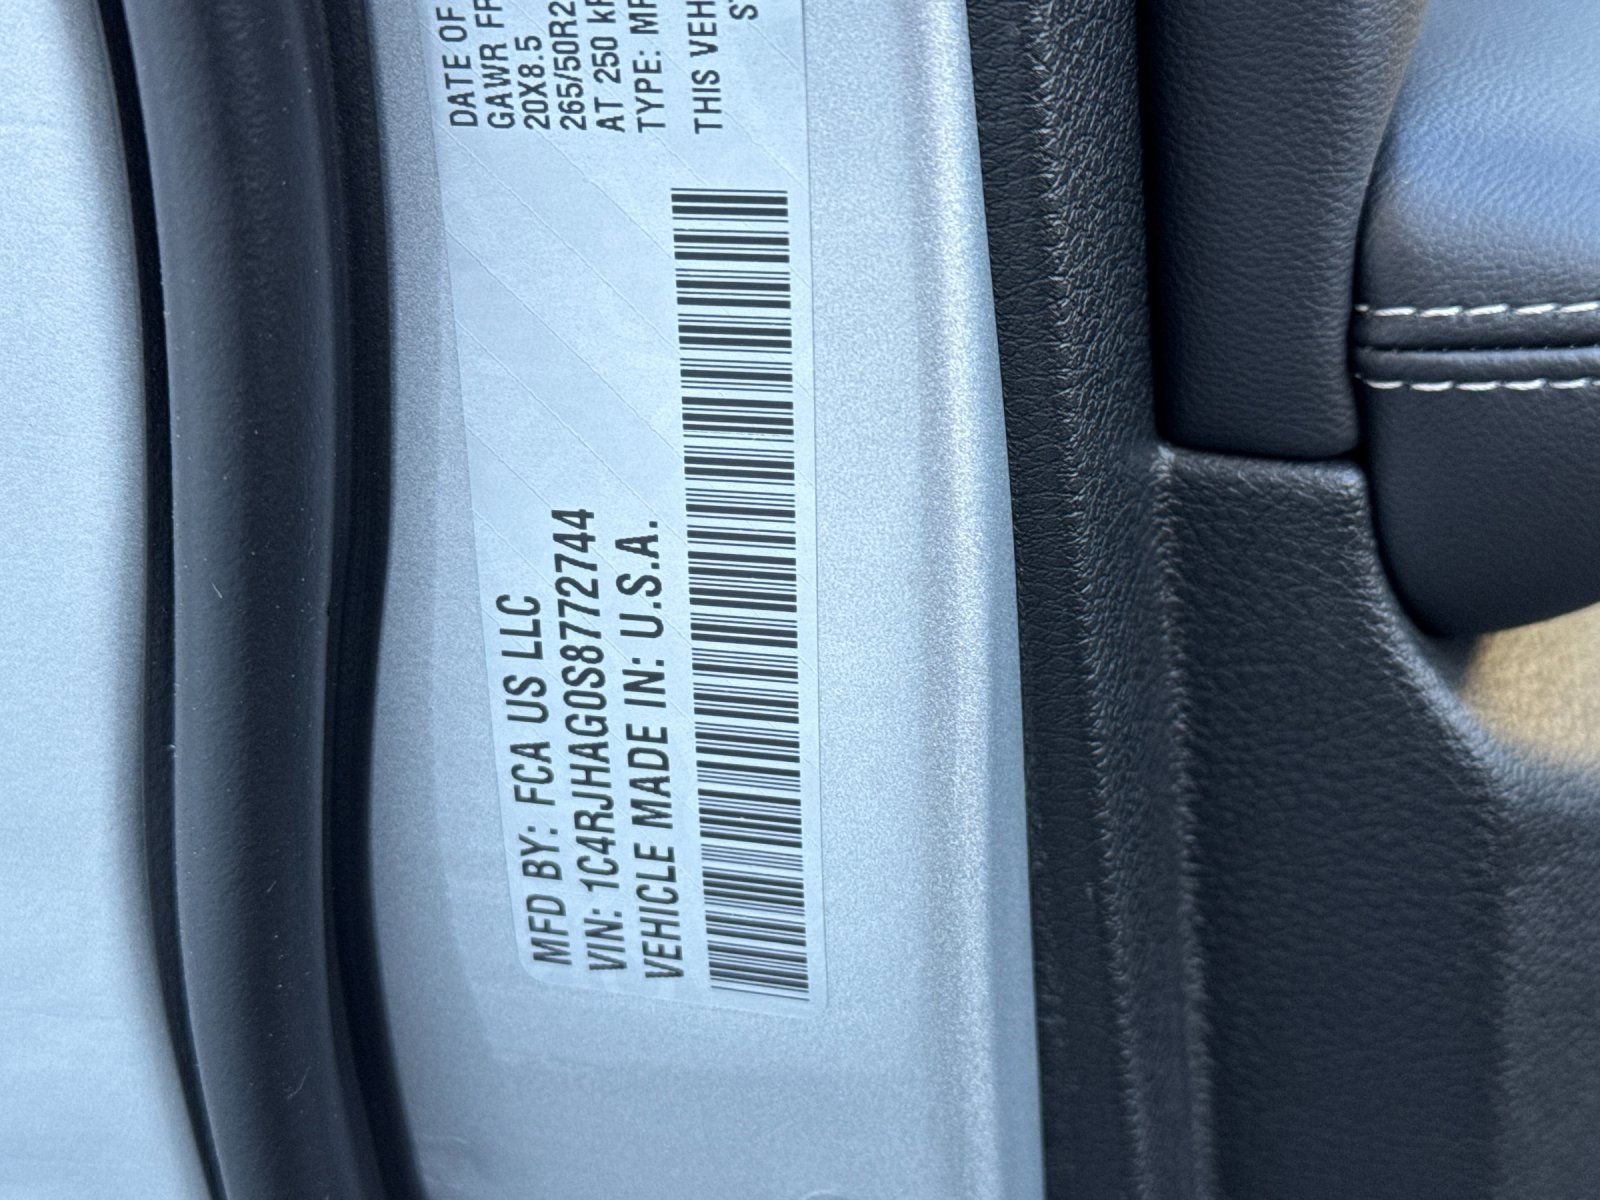 MFD BY: FCA US LLC
VIN: 1C4RJHAG0S8772744
VEHICLE MADE IN: U.S.A.
DATE OF
GAWR FR
20X8.5
265/50R2
AT 250 kP
TYPE: MP
THIS VEH